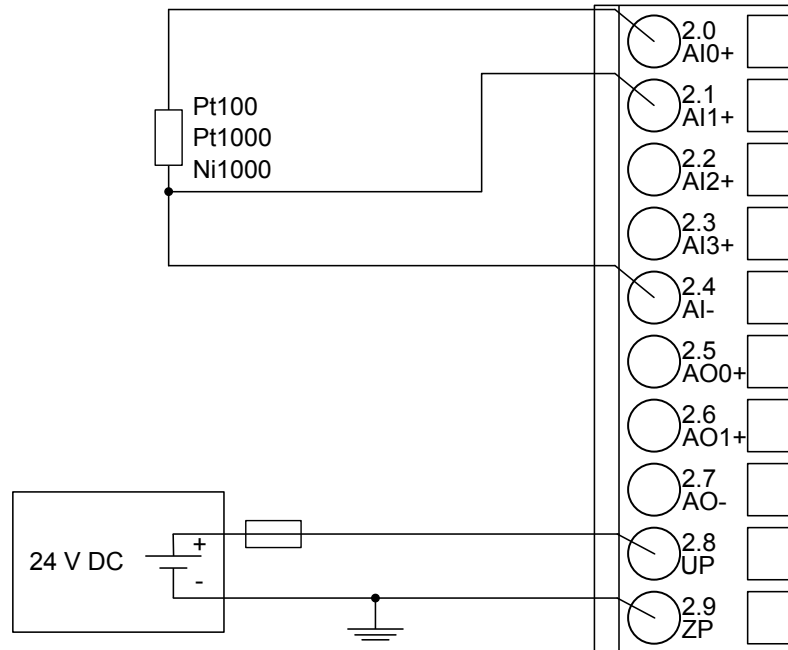 2.0
AI0+
2.1
AI1+
Pt100
Pt1000
Ni1000
2.2
AI2+
2.3
AI3+
2.4
AI-
2.5
AO0+
2.6
AO1+
2.7
AO-
24 V DC
+
-
2.8
UP
2.9
ZP